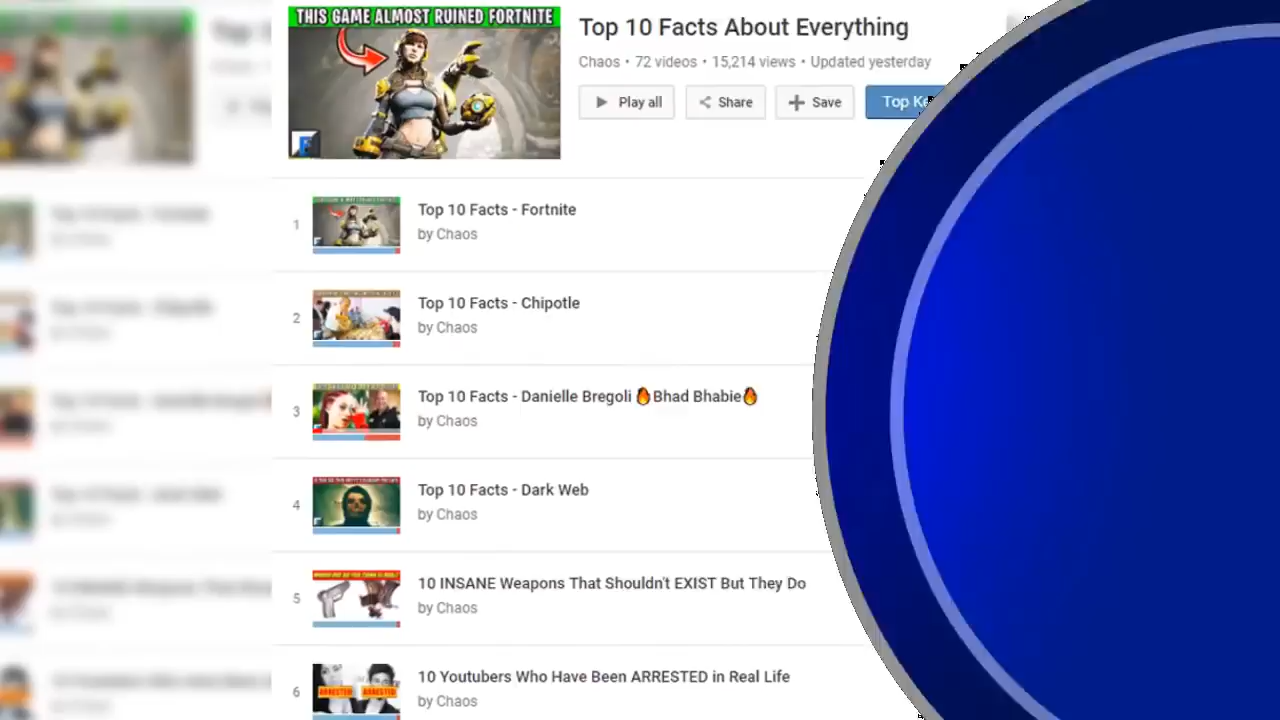 THIS GAME ALMOST RUINED FORTNITE
Top 10 Facts About Everything
Chaos • 72 videos • 15,214 views • Updated yesterday
Play all
Share
Save
Top
1
Top 10 Facts - Fortnite
by Chaos
2
Top 10 Facts - Chipotle
by Chaos
3
Top 10 Facts - Danielle Bregoli 🔥Bhad Bhabie🔥
by Chaos
4
Top 10 Facts - Dark Web
by Chaos
5
10 INSANE Weapons That Shouldn't EXIST But They Do
by Chaos
6
ARRESTED ARRESTED
10 Youtubers Who Have Been ARRESTED in Real Life
by Chaos